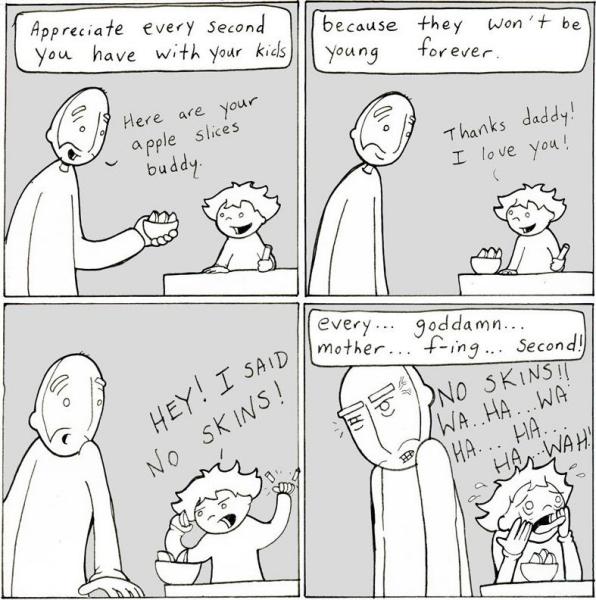 Appreciate every second
you have with your kids
Here are your
apple slices
buddy.
because they won't be
young forever.
Thanks daddy!
I love you!
HEY! I SAID
NO SKINS!
every... goddamn...
mother... f-ing... second!
NO SKINS!!
WA..HA...WA
HA.... HA....
HA...WAH!